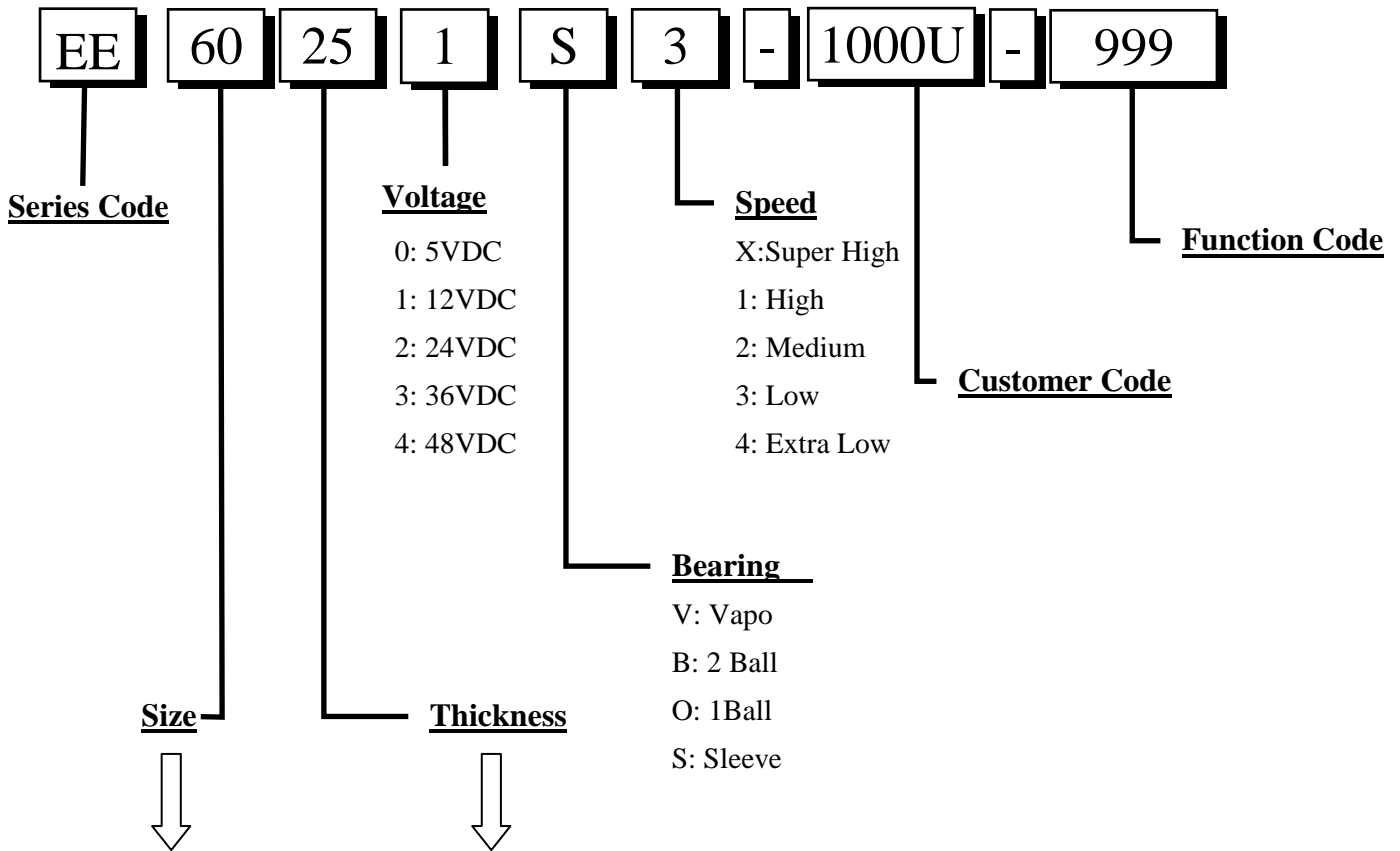 EE 60 25 1 S 3 - 1000U - 999
Series Code
Voltage
0: 5VDC
1: 12VDC
2: 24VDC
3: 36VDC
4: 48VDC
Speed
X:Super High
1: High
2: Medium
3: Low
4: Extra Low
Function Code
Customer Code
Bearing
V: Vapo
B: 2 Ball
O: 1Ball
S: Sleeve
Size
Thickness